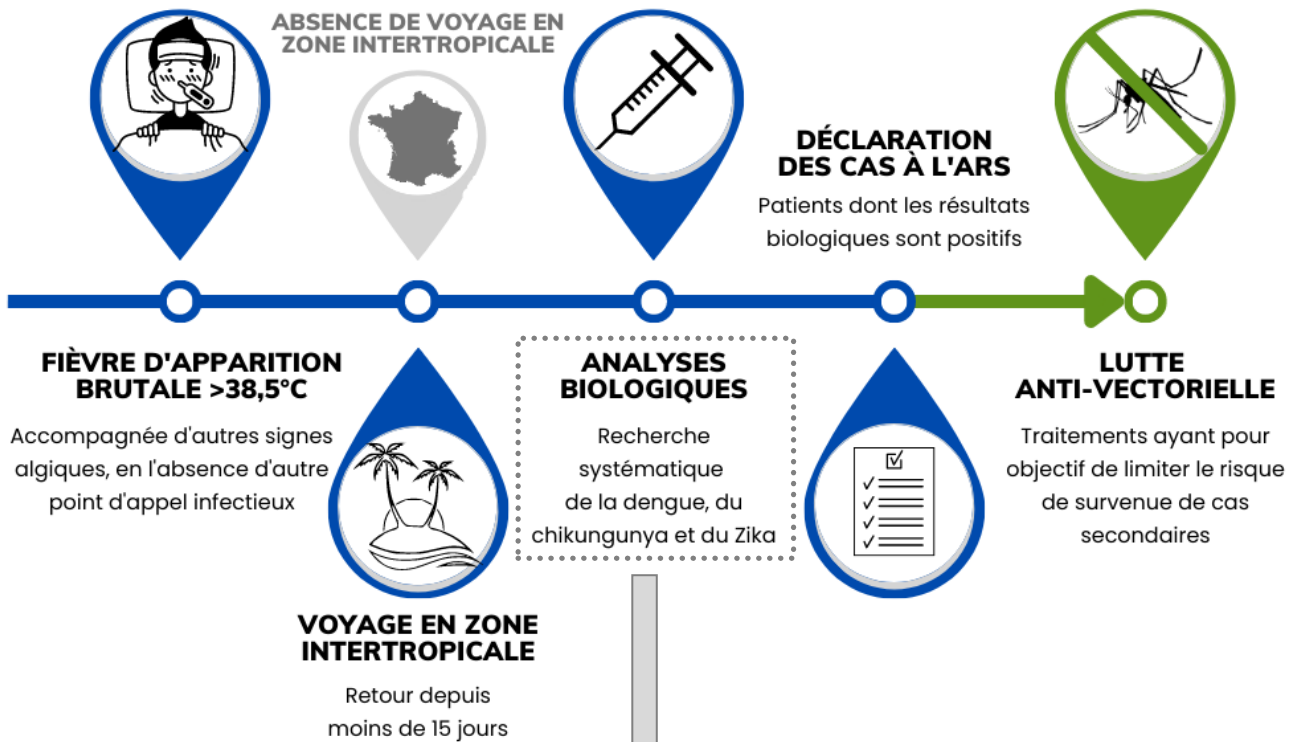 ABSENCE DE VOYAGE EN
ZONE INTERTROPICALE
DÉCLARATION
DES CAS À L'ARS
Patients dont les résultats
biologiques sont positifs
FIÈVRE D'APPARITION
BRUTALE >38,5°C
Accompagnée d'autres signes
algiques, en l'absence d'autre
point d'appel infectieux
VOYAGE EN ZONE
INTERTROPICALE
Retour depuis
moins de 15 jours
ANALYSES
BIOLOGIQUES
Recherche
systématique
de la dengue, du
chikungunya et du Zika
LUTTE
ANTI-VECTORIELLE
Traitements ayant pour
objectif de limiter le risque
de survenue de cas
secondaires